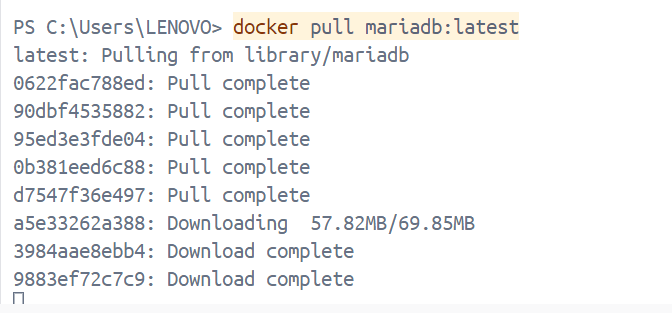 PS C:\Users\LENOVO> docker pull mariadb:latest
latest: Pulling from library/mariadb
0622fac788ed: Pull complete
90dbf4535882: Pull complete
95ed3e3fde04: Pull complete
0b381eed6c88: Pull complete
d7547f36e497: Pull complete
a5e33262a388: Downloading  57.82MB/69.85MB
3984aae8ebb4: Download complete
9883ef72c7c9: Download complete